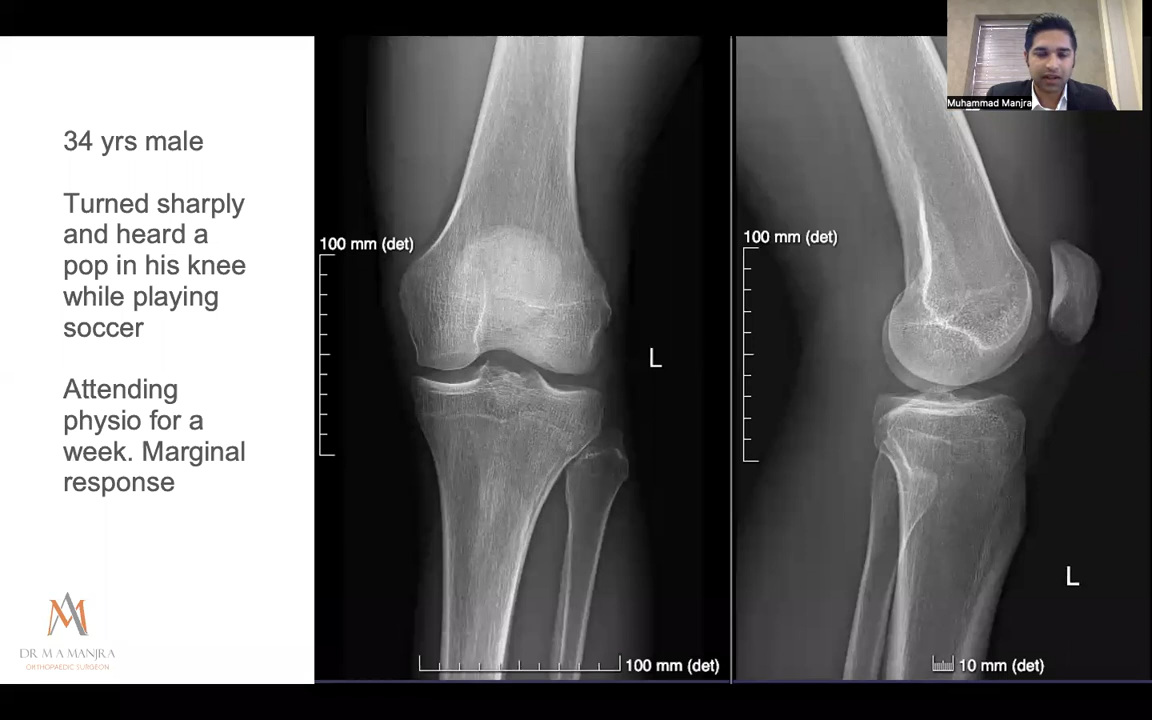 34 yrs male
Turned sharply
and heard a
pop in his knee
while playing
soccer
Attending
physio for a
week. Marginal
response
DR M A MANJRA
ORTHOPAEDIC SURGEON
100 mm (det)
L
100 mm (det)
100 mm (det)
L
10 mm (det)
Muhammad Manjra